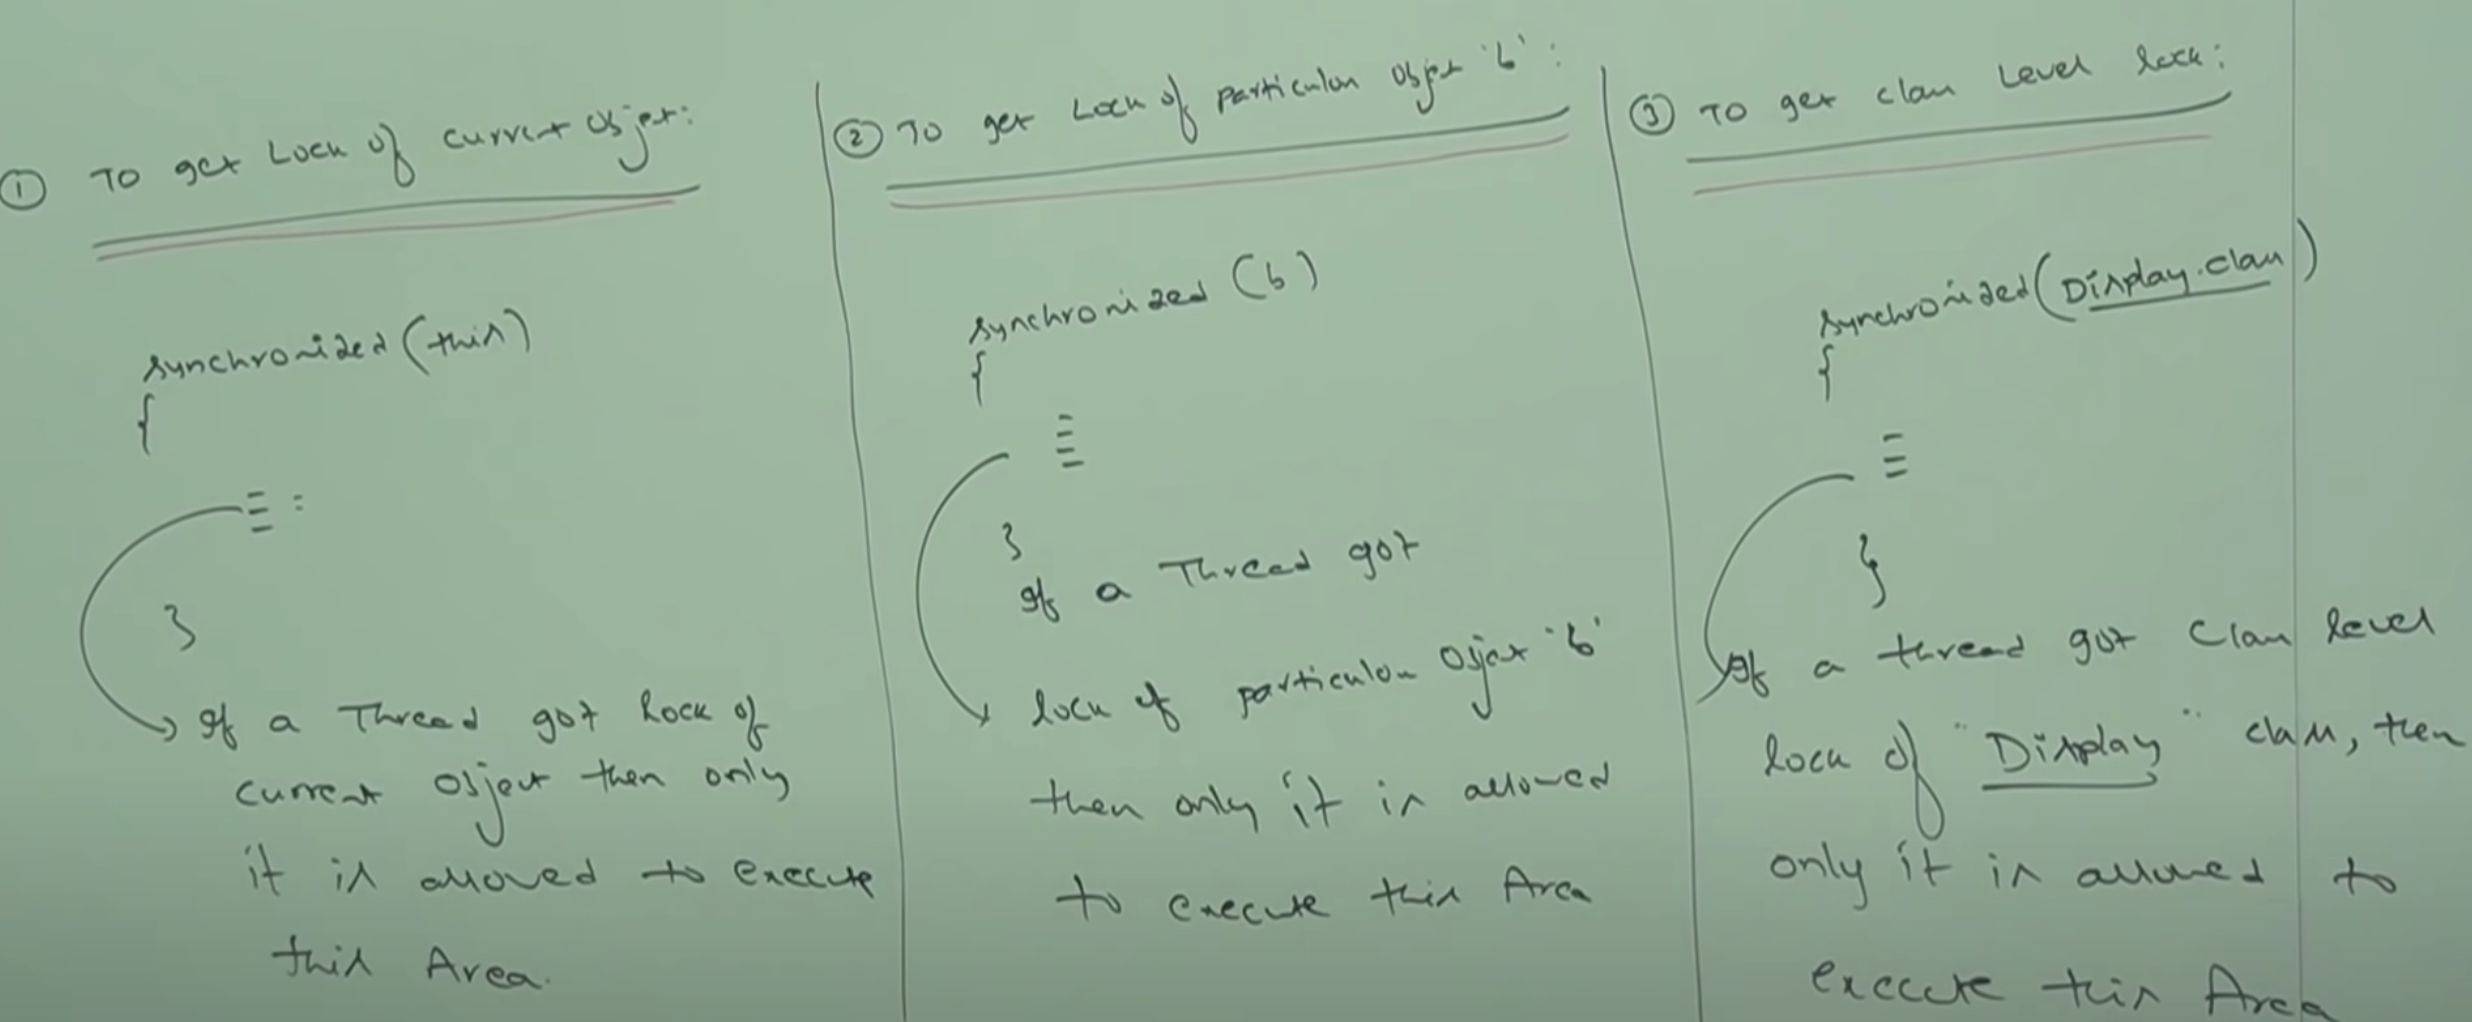 ① To get Lock of current object:
synchronized(this)
{
}
If a Thread got lock of
current object then only
it is allowed to execute
this Area.
② To get Lock of particular object 'b':
synchronized (b)
{
}
If a Thread got
lock of particular object 'b'
then only it is allowed
to execute this Area
③ To get class Level lock:
synchronized(Display.class)
{
}
If a thread got class level
lock of "Display" class, then
only it is allowed to
execute this Area